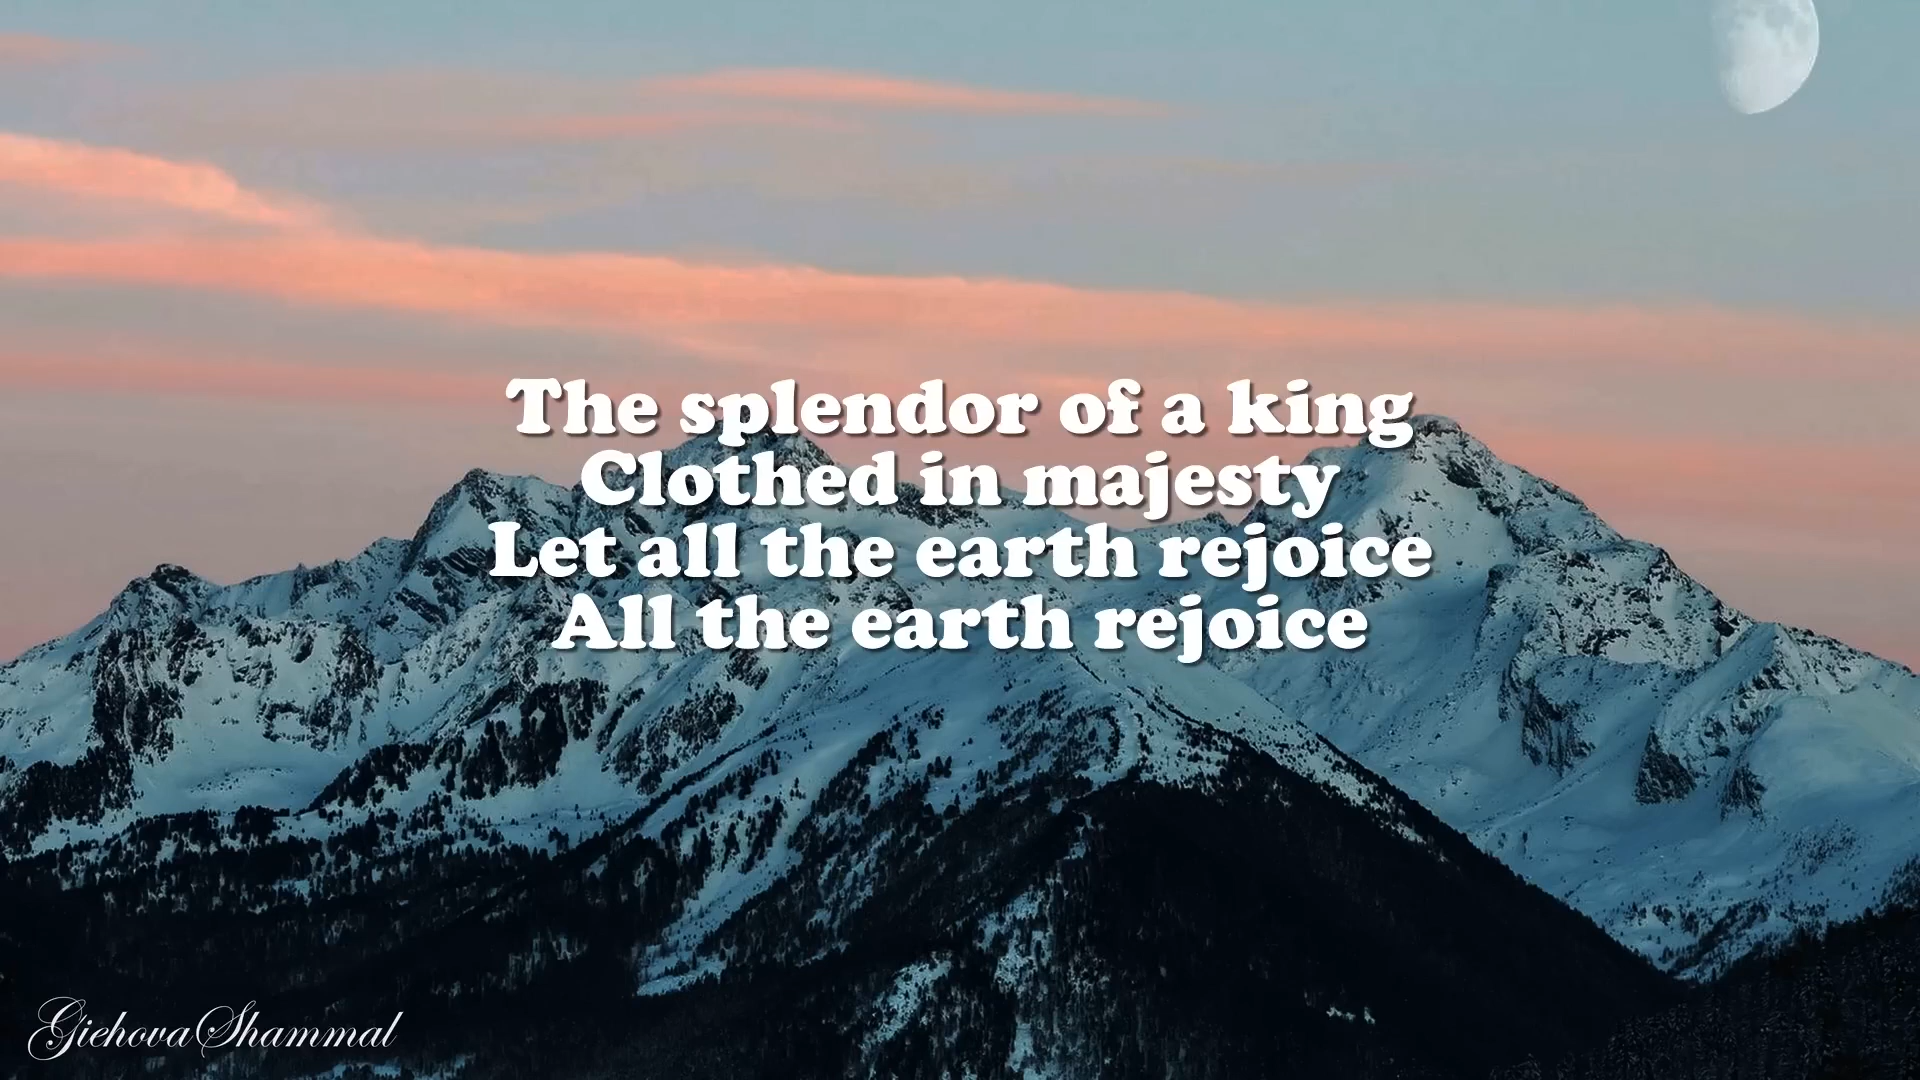 The splendor of a king
Clothed in majesty
Let all the earth rejoice
All the earth rejoice
GiehovaShammal